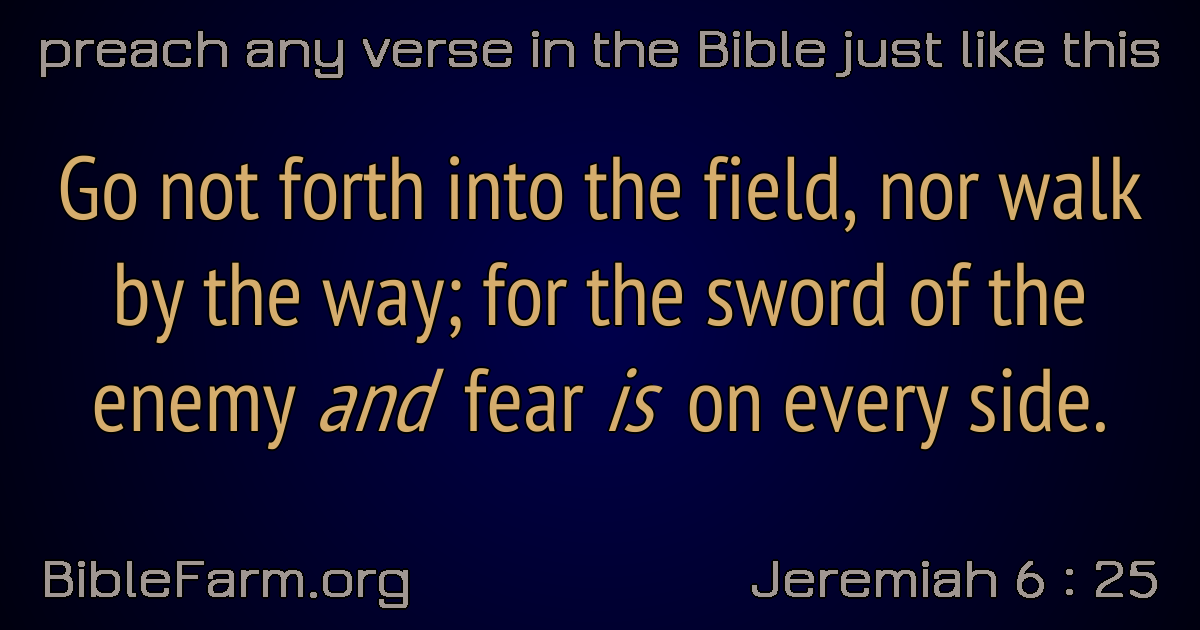 preach any verse in the Bible just like this
Go not forth into the field, nor walk
by the way; for the sword of the
enemy and fear is on every side.
BibleFarm.org
Jeremiah 6 : 25